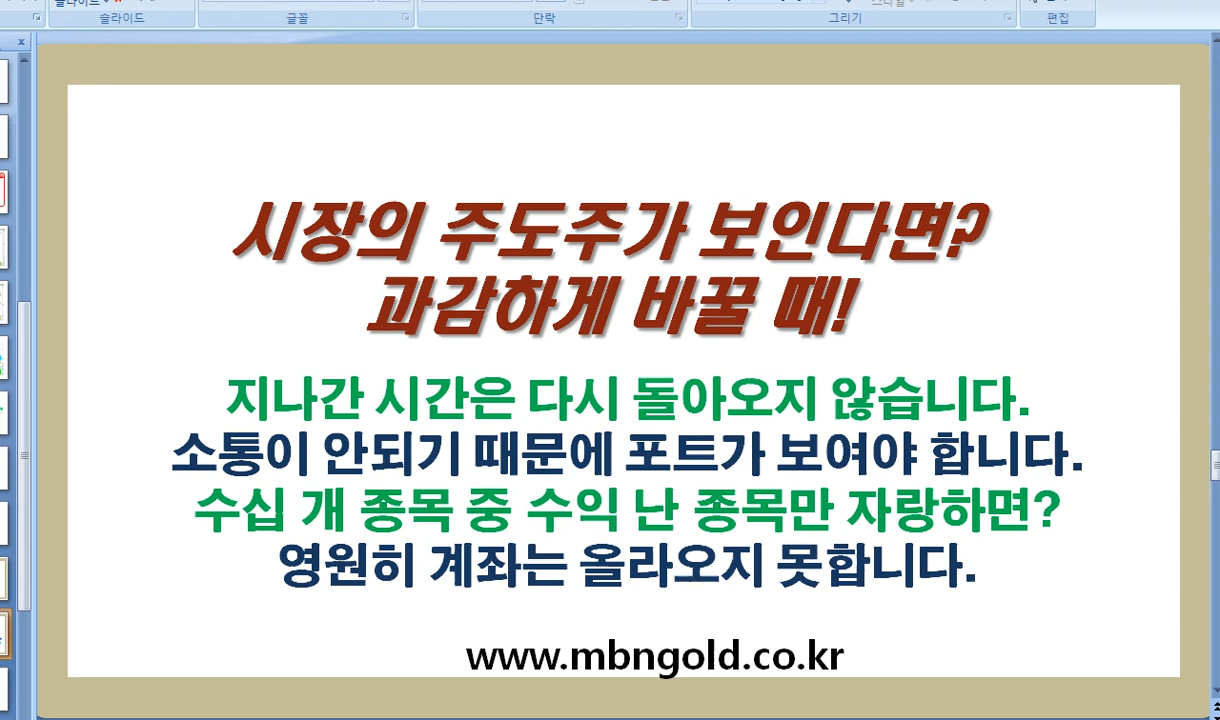 슬라이드
글꼴
단락
그리기
편집
시장의 주도주가 보인다면?
과감하게 바꿀 때!
지나간 시간은 다시 돌아오지 않습니다.
소통이 안되기 때문에 포트가 보여야 합니다.
수십 개 종목 중 수익 난 종목만 자랑하면?
영원히 계좌는 올라오지 못합니다.
www.mbngold.co.kr